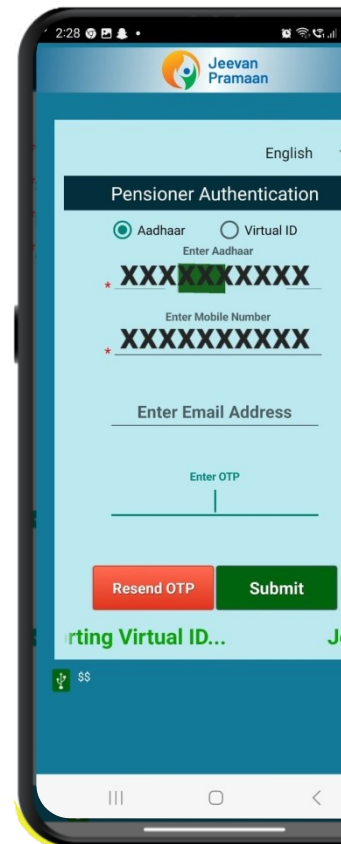 2:28
Jeevan
Pramaan
English
Pensioner Authentication
Aadhaar Virtual ID
Enter Aadhaar
* XXXXXXXXXX
Enter Mobile Number
* XXXXXXXXXX
Enter Email Address
Enter OTP
Resend OTP Submit
rting Virtual ID... J
$$